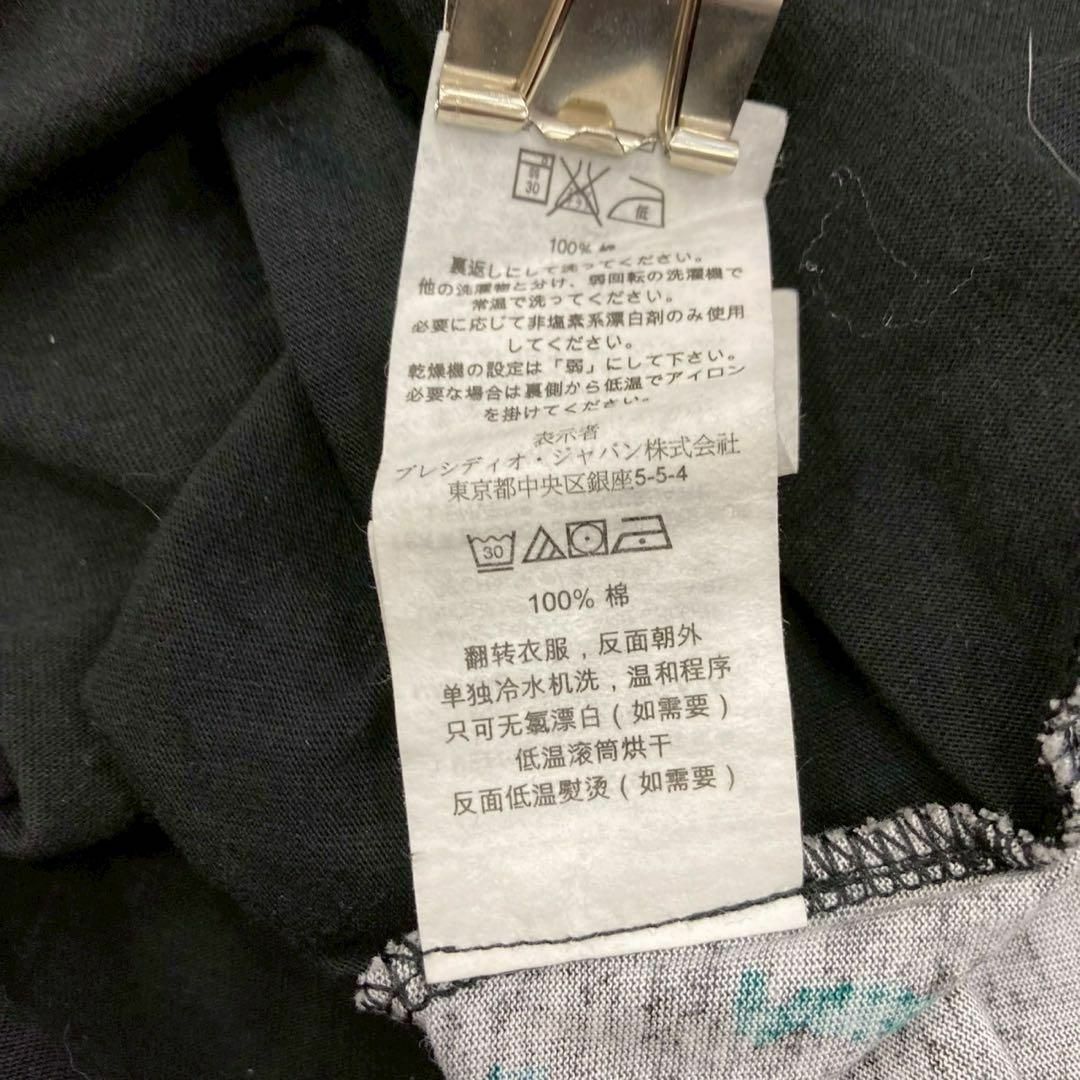 弱
30
低
100% 綿
裏返しにして洗ってください。
他の洗濯物と分け、弱回転の洗濯機で
常温で洗ってください。
必要に応じて非塩素系漂白剤のみ使用
してください。
乾燥機の設定は「弱」にして下さい。
必要な場合は裏側から低温でアイロン
を掛けてください。
表示者
プレシディオ・ジャパン株式会社
東京都中央区銀座5-5-4
30
100% 棉
翻转衣服，反面朝外
单独冷水机洗，温和程序
只可无氯漂白（如需要）
低温滚筒烘干
反面低温熨烫（如需要）